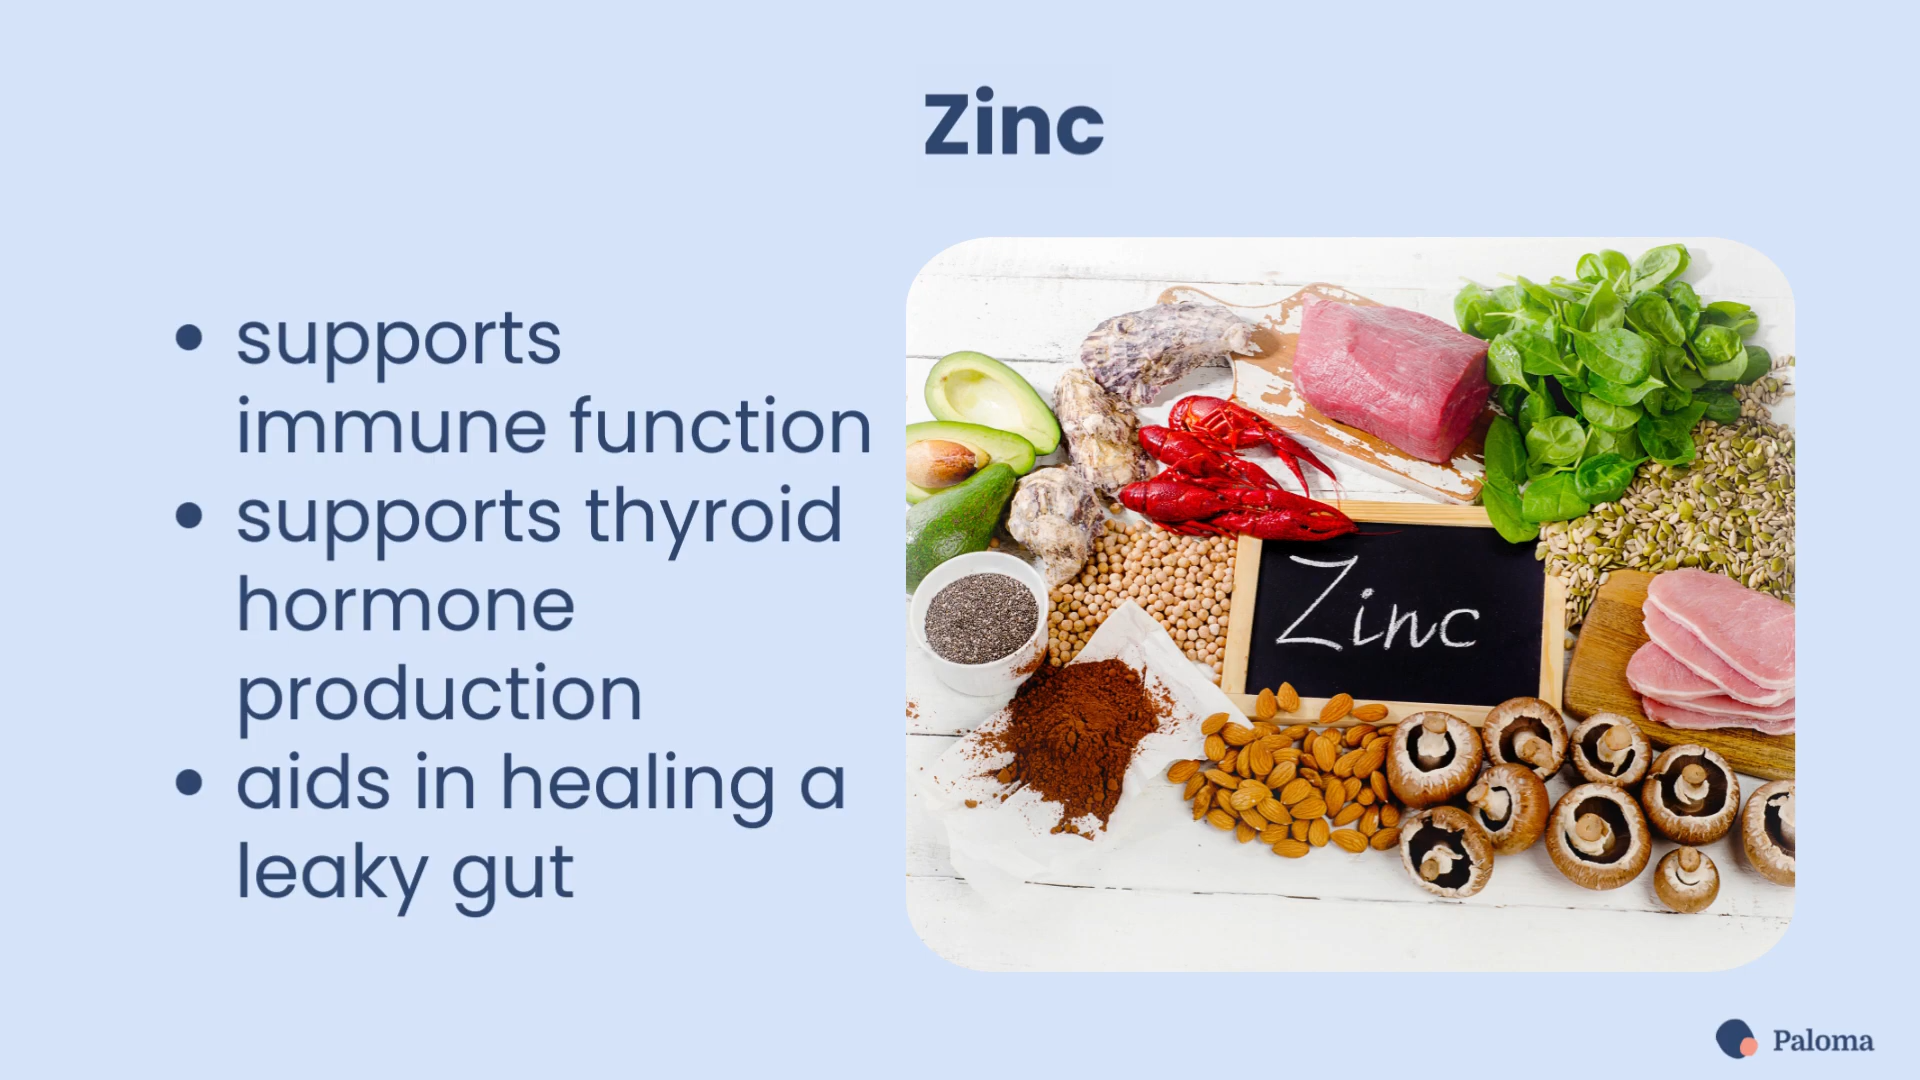 Zinc
• supports
immune function
• supports thyroid
hormone
production
• aids in healing a
leaky gut
Zinc
Paloma